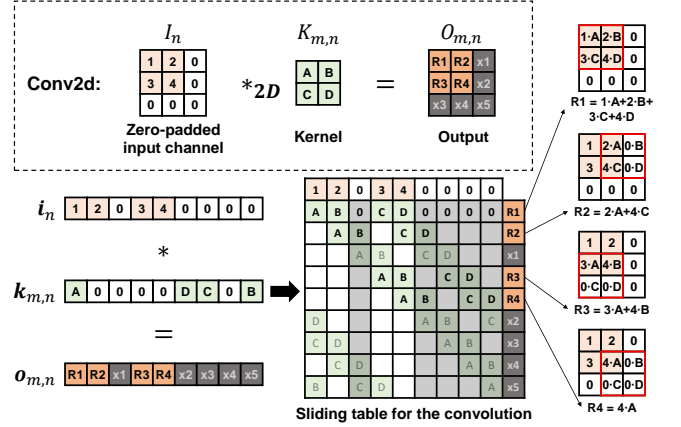 I_n
K_{m,n}
O_{m,n}
Conv2d:
1 2 0
3 4 0
0 0 0
*_{2D}
A B
C D
=
R1 R2 x1
R3 R4 x2
x3 x4 x5
Zero-padded
input channel
Kernel
Output
i_n
1 2 0 3 4 0 0 0 0
*
k_{m,n}
A 0 0 0 0 D C 0 B
=
o_{m,n}
R1 R2 x1 R3 R4 x2 x3 x4 x5
1 2 0 3 4 0 0 0 0
A B 0 C D 0 0 0 0 R1
A B C D R2
A B C D x1
A B C D R3
A B C D R4
D A B C x2
C D A B x3
C D A B x4
B C D A x5
Sliding table for the convolution
1·A 2·B 0
3·C 4·D 0
0 0 0
R1 = 1·A+2·B+
3·C+4·D
1 2·A 0·B
3 4·C 0·D
0 0 0
R2 = 2·A+4·C
1 2 0
3·A 4·B 0
0·C 0·D 0
R3 = 3·A+4·B
1 2 0
3 4·A 0·B
0 0·C 0·D
R4 = 4·A